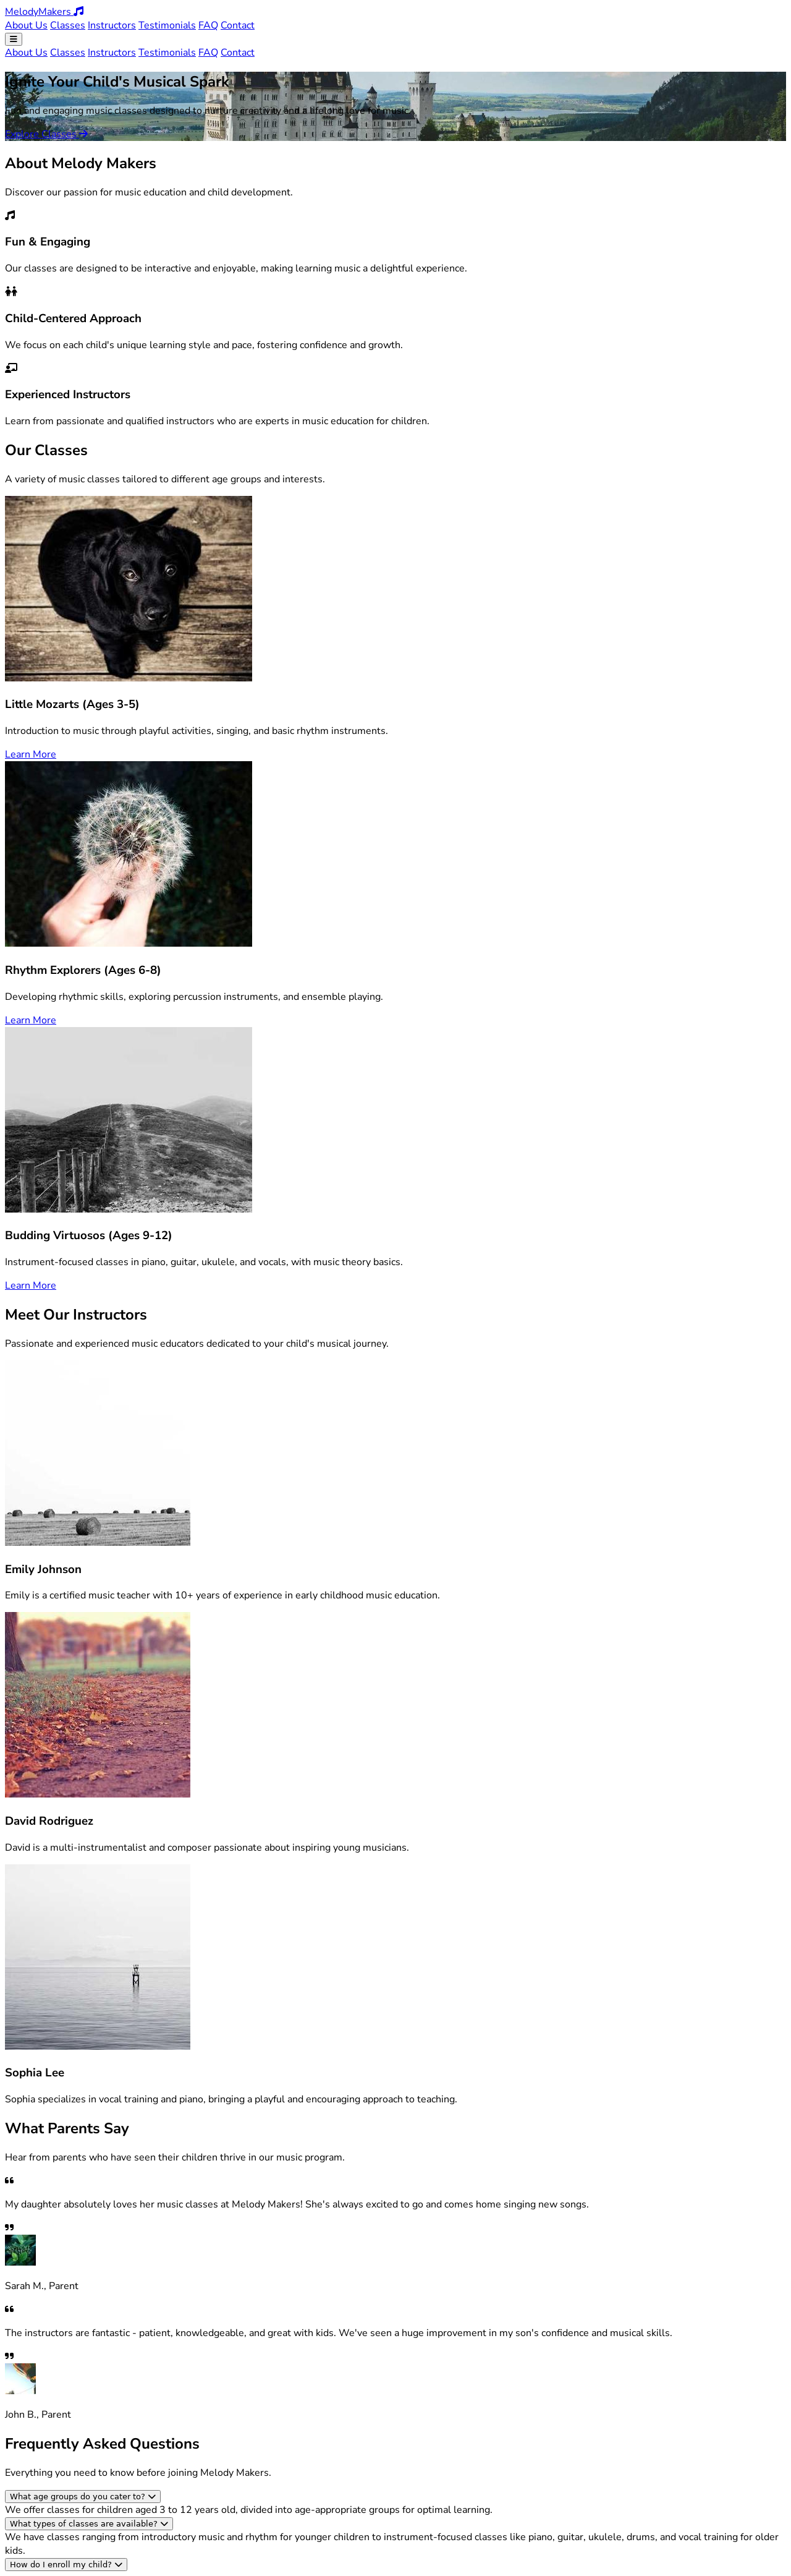 MelodyMakers
About Us Classes Instructors Testimonials FAQ Contact
About Us Classes Instructors Testimonials FAQ Contact
Ignite Your Child's Musical Spark
Fun and engaging music classes designed to nurture creativity and a lifelong love for music.
Explore Classes
About Melody Makers
Discover our passion for music education and child development.
Fun & Engaging
Our classes are designed to be interactive and enjoyable, making learning music a delightful experience.
Child-Centered Approach
We focus on each child's unique learning style and pace, fostering confidence and growth.
Experienced Instructors
Learn from passionate and qualified instructors who are experts in music education for children.
Our Classes
A variety of music classes tailored to different age groups and interests.
Little Mozarts (Ages 3-5)
Introduction to music through playful activities, singing, and basic rhythm instruments.
Learn More
Rhythm Explorers (Ages 6-8)
Developing rhythmic skills, exploring percussion instruments, and ensemble playing.
Learn More
Budding Virtuosos (Ages 9-12)
Instrument-focused classes in piano, guitar, ukulele, and vocals, with music theory basics.
Learn More
Meet Our Instructors
Passionate and experienced music educators dedicated to your child's musical journey.
Emily Johnson
Emily is a certified music teacher with 10+ years of experience in early childhood music education.
David Rodriguez
David is a multi-instrumentalist and composer passionate about inspiring young musicians.
Sophia Lee
Sophia specializes in vocal training and piano, bringing a playful and encouraging approach to teaching.
What Parents Say
Hear from parents who have seen their children thrive in our music program.
My daughter absolutely loves her music classes at Melody Makers! She's always excited to go and comes home singing new songs.
Sarah M., Parent
The instructors are fantastic - patient, knowledgeable, and great with kids. We've seen a huge improvement in my son's confidence and musical skills.
John B., Parent
Frequently Asked Questions
Everything you need to know before joining Melody Makers.
What age groups do you cater to?
We offer classes for children aged 3 to 12 years old, divided into age-appropriate groups for optimal learning.
What types of classes are available?
We have classes ranging from introductory music and rhythm for younger children to instrument-focused classes like piano, guitar, ukulele, drums, and vocal training for older
kids.
How do I enroll my child?